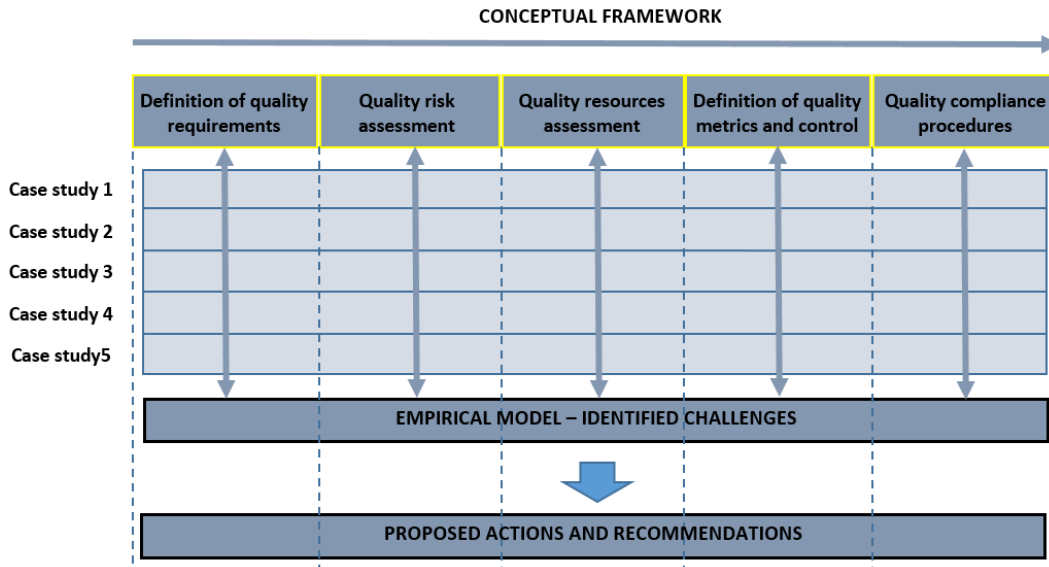 CONCEPTUAL FRAMEWORK
Definition of quality
requirements
Quality risk
assessment
Quality resources
assessment
Definition of quality
metrics and control
Quality compliance
procedures
Case study 1
Case study 2
Case study 3
Case study 4
Case study5
EMPIRICAL MODEL – IDENTIFIED CHALLENGES
PROPOSED ACTIONS AND RECOMMENDATIONS